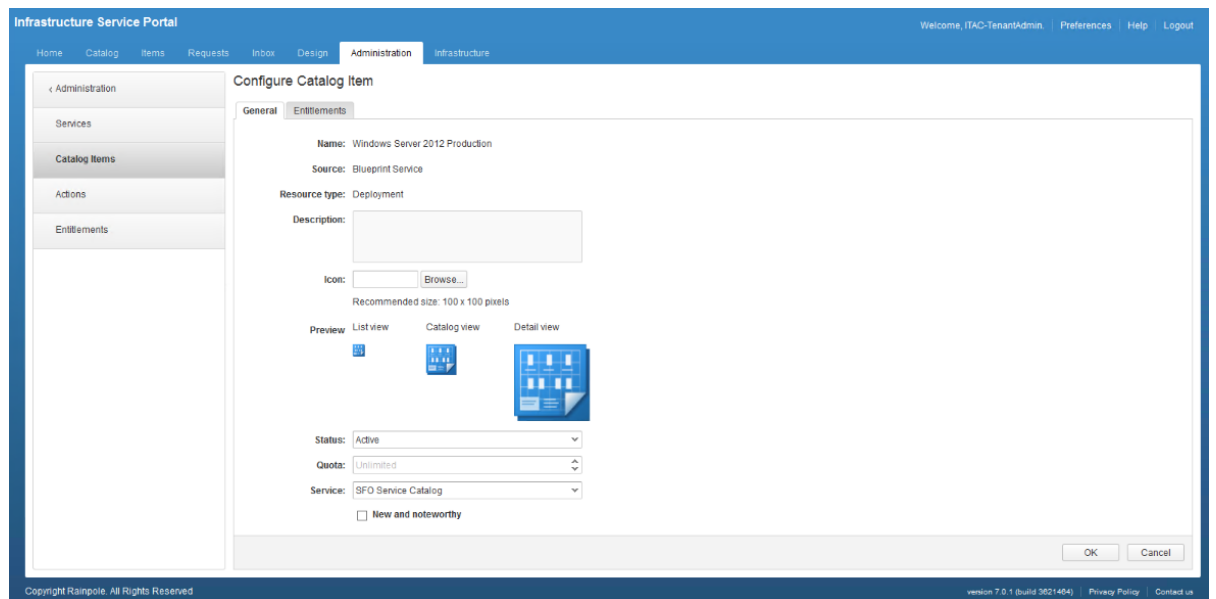 Infrastructure Service Portal
Welcome, ITAC-TenantAdmin. | Preferences | Help | Logout
Home Catalog Items Requests Inbox Design Administration Infrastructure
‹ Administration
Services
Catalog Items
Actions
Entitlements
Configure Catalog Item
General Entitlements
Name: Windows Server 2012 Production
Source: Blueprint Service
Resource type: Deployment
Description:
Icon: Browse...
Recommended size: 100 x 100 pixels
Preview List view Catalog view Detail view
Status: Active
Quota: Unlimited
Service: SFO Service Catalog
New and noteworthy
OK Cancel
Copyright Rainpole. All Rights Reserved
version 7.0.1 (build 3621464) | Privacy Policy | Contact us